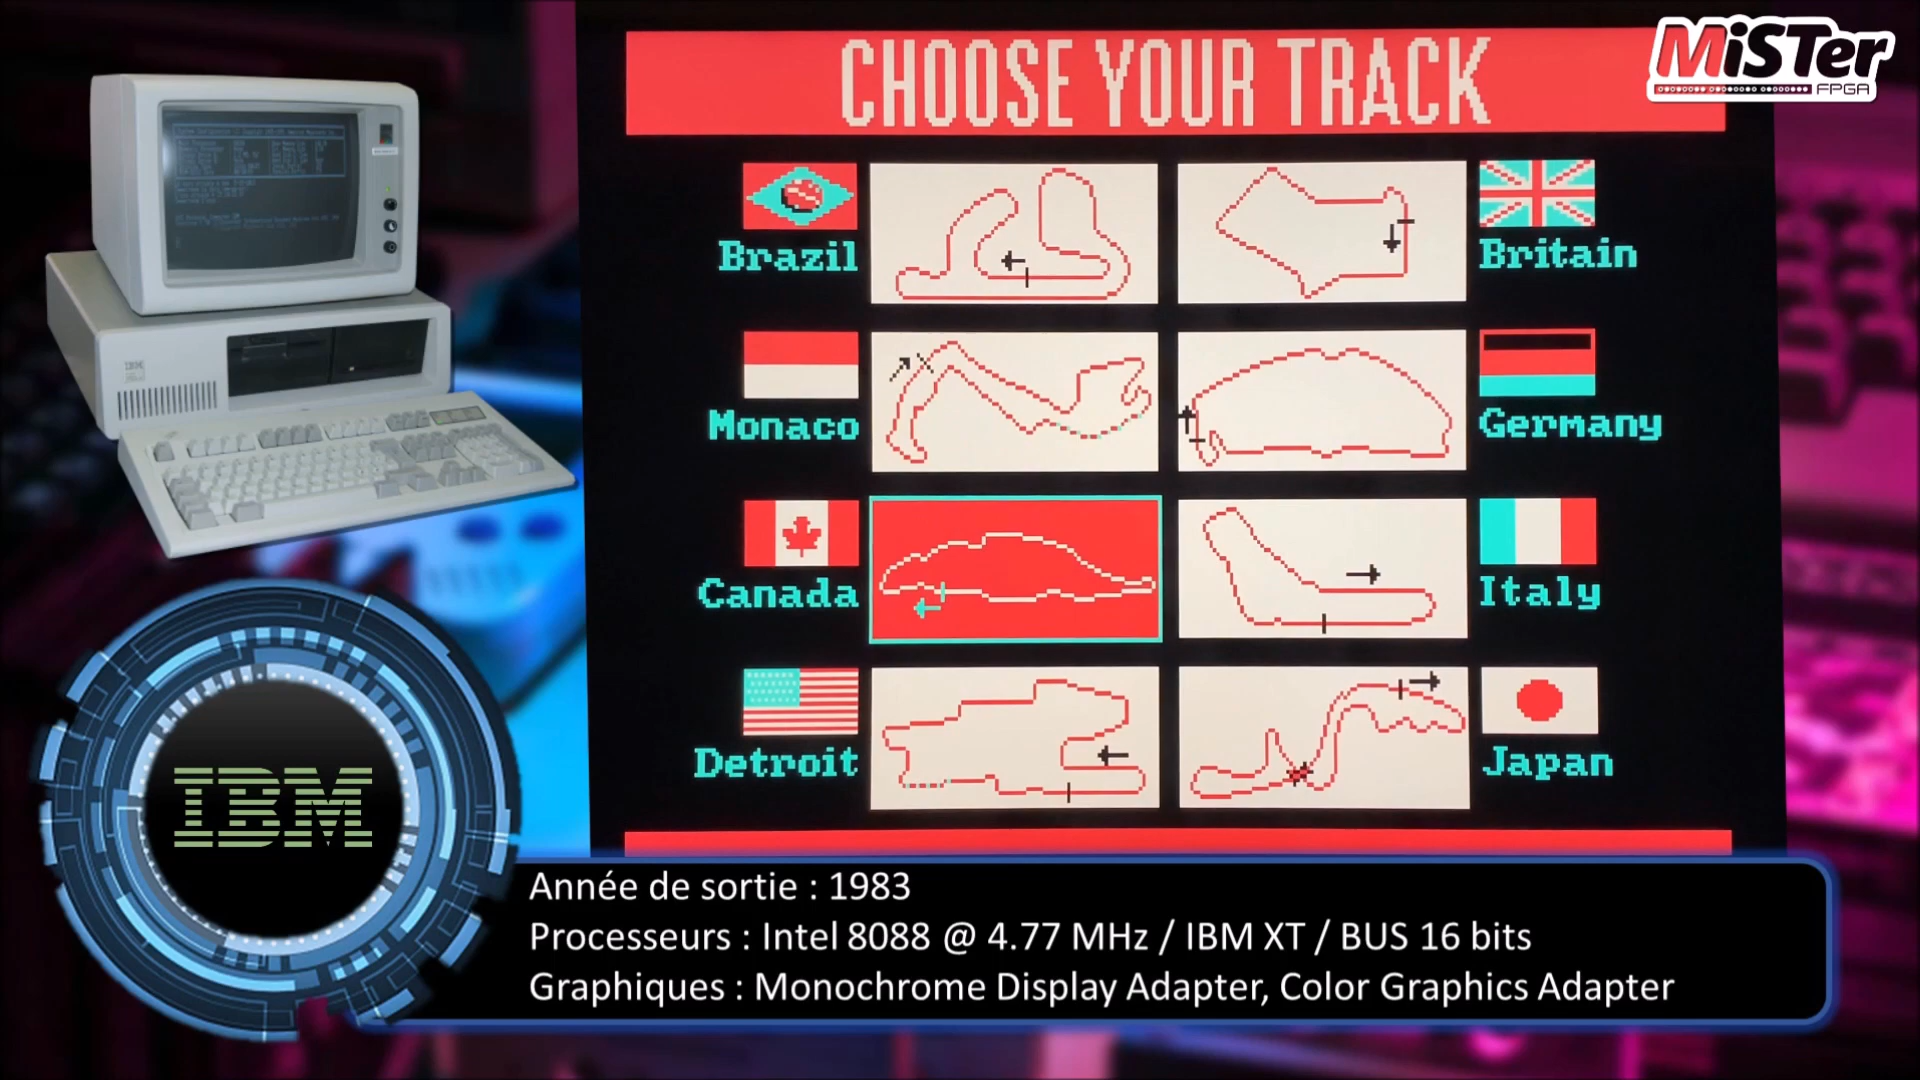 CHOOSE YOUR TRACK
MiSTer
FPGA
Brazil
Britain
Monaco
Germany
Canada
Italy
Detroit
Japan
IBM
IBM
Année de sortie : 1983
Processeurs : Intel 8088 @ 4.77 MHz / IBM XT / BUS 16 bits
Graphiques : Monochrome Display Adapter, Color Graphics Adapter